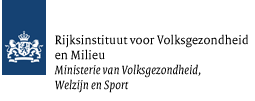 Rijksinstituut voor Volksgezondheid
en Milieu
Ministerie van Volksgezondheid,
Welzijn en Sport